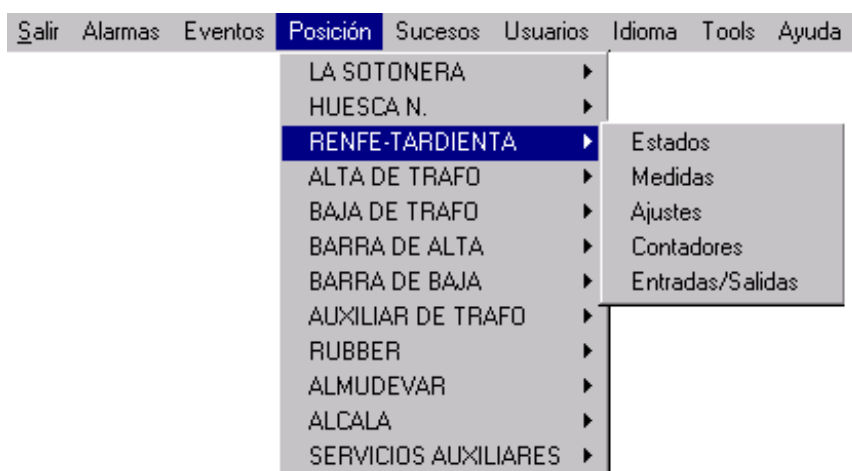 Salir Alarmas Eventos Posición Sucesos Usuarios Idioma Tools Ayuda
LA SOTONERA
HUESCA N.
RENFE-TARDIENTA
ALTA DE TRAFO
BAJA DE TRAFO
BARRA DE ALTA
BARRA DE BAJA
AUXILIAR DE TRAFO
RUBBER
ALMUDEVAR
ALCALA
SERVICIOS AUXILIARES
Estados
Medidas
Ajustes
Contadores
Entradas/Salidas